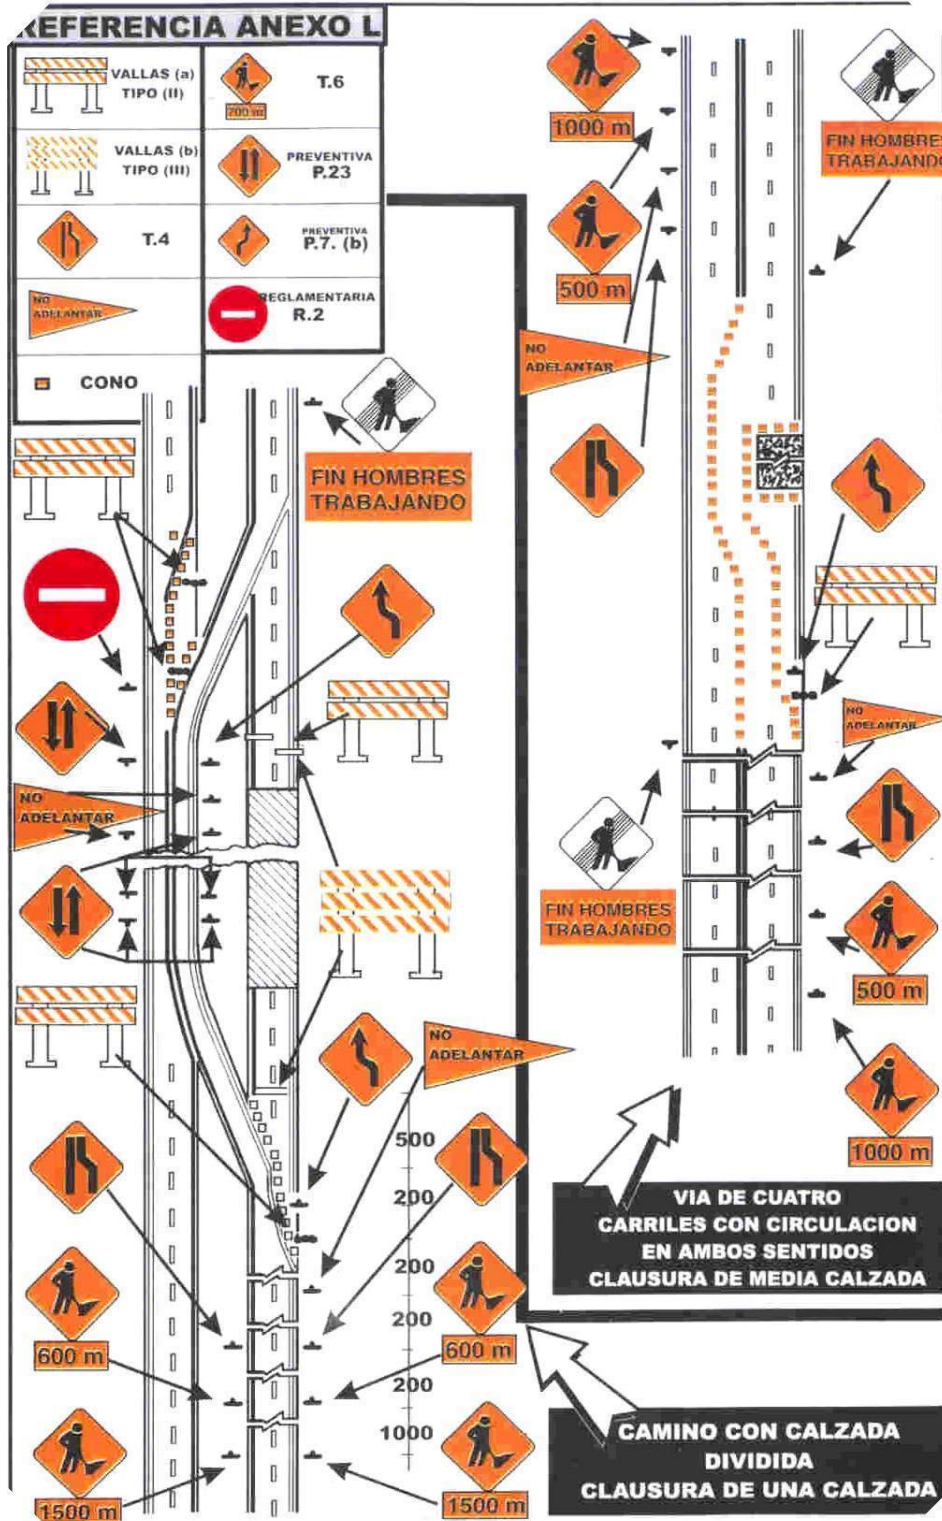 REFERENCIA ANEXO L
VALLAS (a)
TIPO (II)
T.6
700 m
VALLAS (b)
TIPO (III)
PREVENTIVA
P.23
T.4
PREVENTIVA
P.7. (b)
NO
ADELANTAR
REGLAMENTARIA
R.2
CONO
FIN HOMBRES
TRABAJANDO
NO
ADELANTAR
NO
ADELANTAR
500
200
200
200
200
1000
600 m
600 m
1500 m
1500 m
1000 m
500 m
NO
ADELANTAR
FIN HOMBRES
TRABAJANDO
NO
ADELANTAR
FIN HOMBRES
TRABAJANDO
500 m
1000 m
VIA DE CUATRO
CARRILES CON CIRCULACION
EN AMBOS SENTIDOS
CLAUSURA DE MEDIA CALZADA
CAMINO CON CALZADA
DIVIDIDA
CLAUSURA DE UNA CALZADA